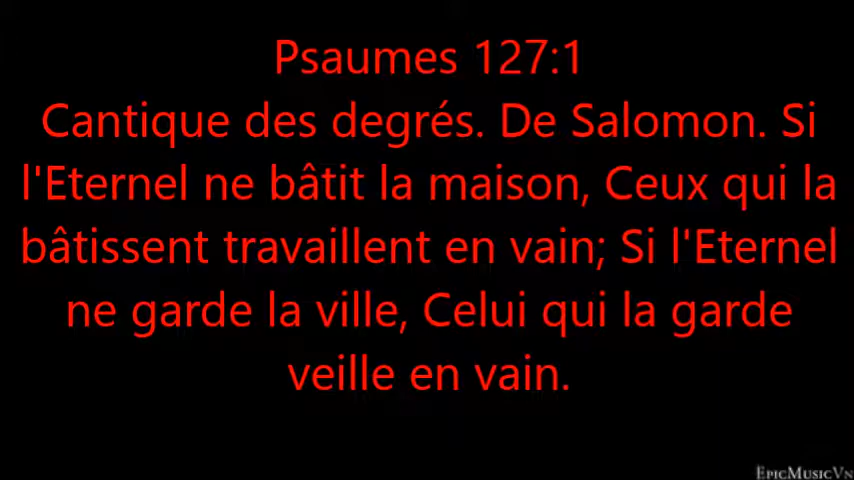 Psaumes 127:1
Cantique des degrés. De Salomon. Si
l'Eternel ne bâtit la maison, Ceux qui la
bâtissent travaillent en vain; Si l'Eternel
ne garde la ville, Celui qui la garde
veille en vain.
EpicMusicVn